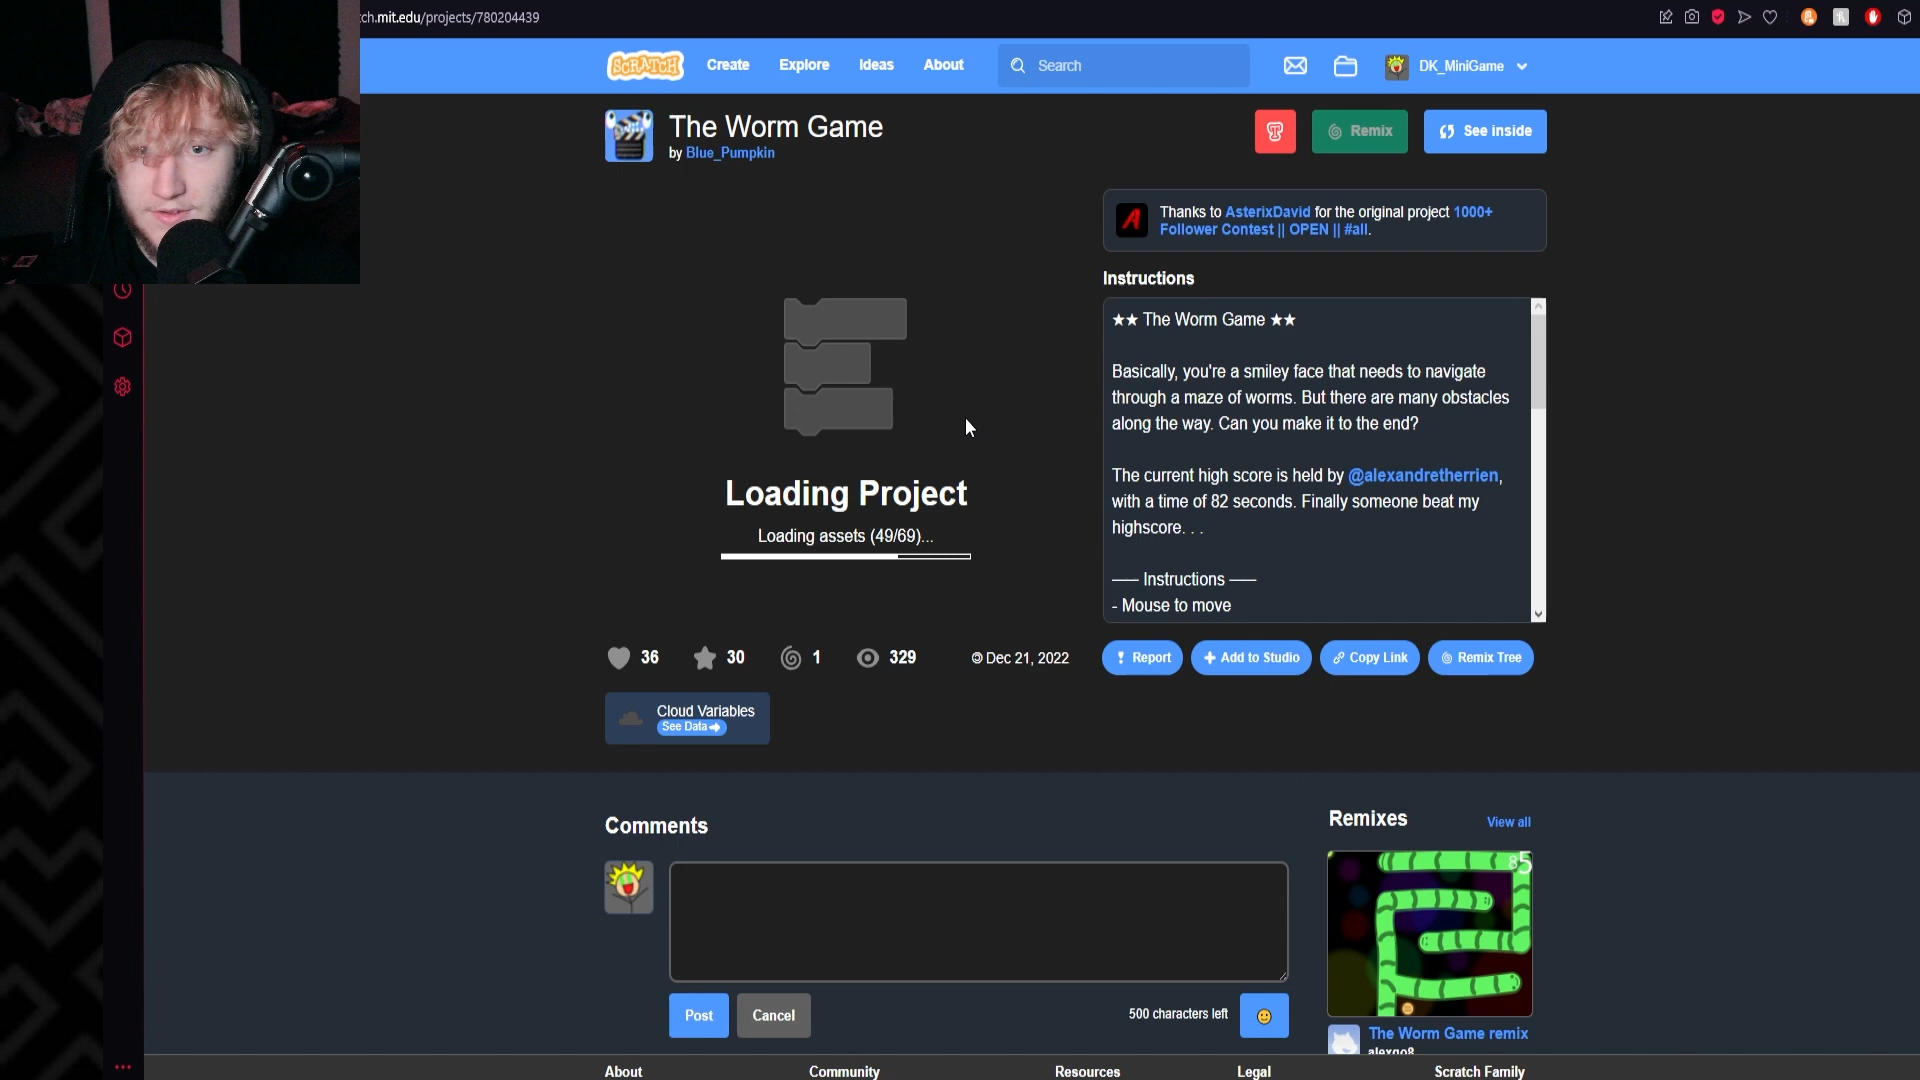 ch.mit.edu/projects/780204439
SCRATCH
Create
Explore
Ideas
About
Search
DK_MiniGame
The Worm Game
by Blue_Pumpkin
Remix
See inside
Thanks to AsterixDavid for the original project 1000+
Follower Contest || OPEN || #all.
Instructions
★★ The Worm Game ★★
Basically, you're a smiley face that needs to navigate
through a maze of worms. But there are many obstacles
along the way. Can you make it to the end?
The current high score is held by @alexandretherrien,
with a time of 82 seconds. Finally someone beat my
highscore. . .
—– Instructions —–
- Mouse to move
Loading Project
Loading assets (49/69)...
36
30
1
329
© Dec 21, 2022
Report
Add to Studio
Copy Link
Remix Tree
Cloud Variables
See Data
Comments
Post
Cancel
500 characters left
Remixes
View all
85
The Worm Game remix
alexgo8
About
Community
Resources
Legal
Scratch Family